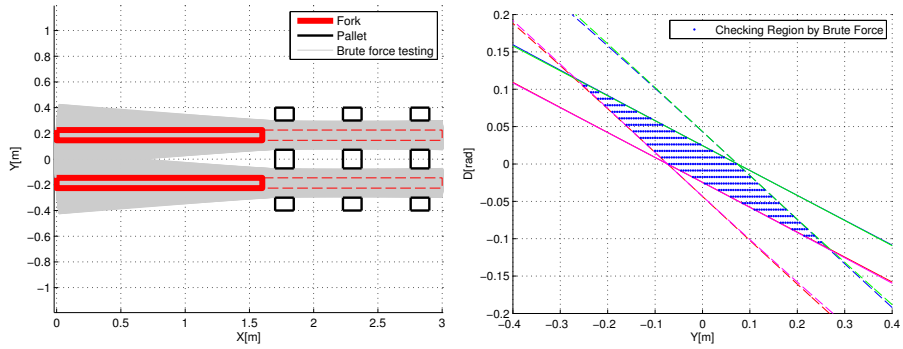 Fork
Pallet
Brute force testing
1
0.8
0.6
0.4
0.2
0
−0.2
−0.4
−0.6
−0.8
−1
Y[m]
0 0.5 1 1.5 2 2.5 3
X[m]
Checking Region by Brute Force
0.2
0.15
0.1
0.05
0
−0.05
−0.1
−0.15
−0.2
D[rad]
−0.4 −0.3 −0.2 −0.1 0 0.1 0.2 0.3 0.4
Y[m]